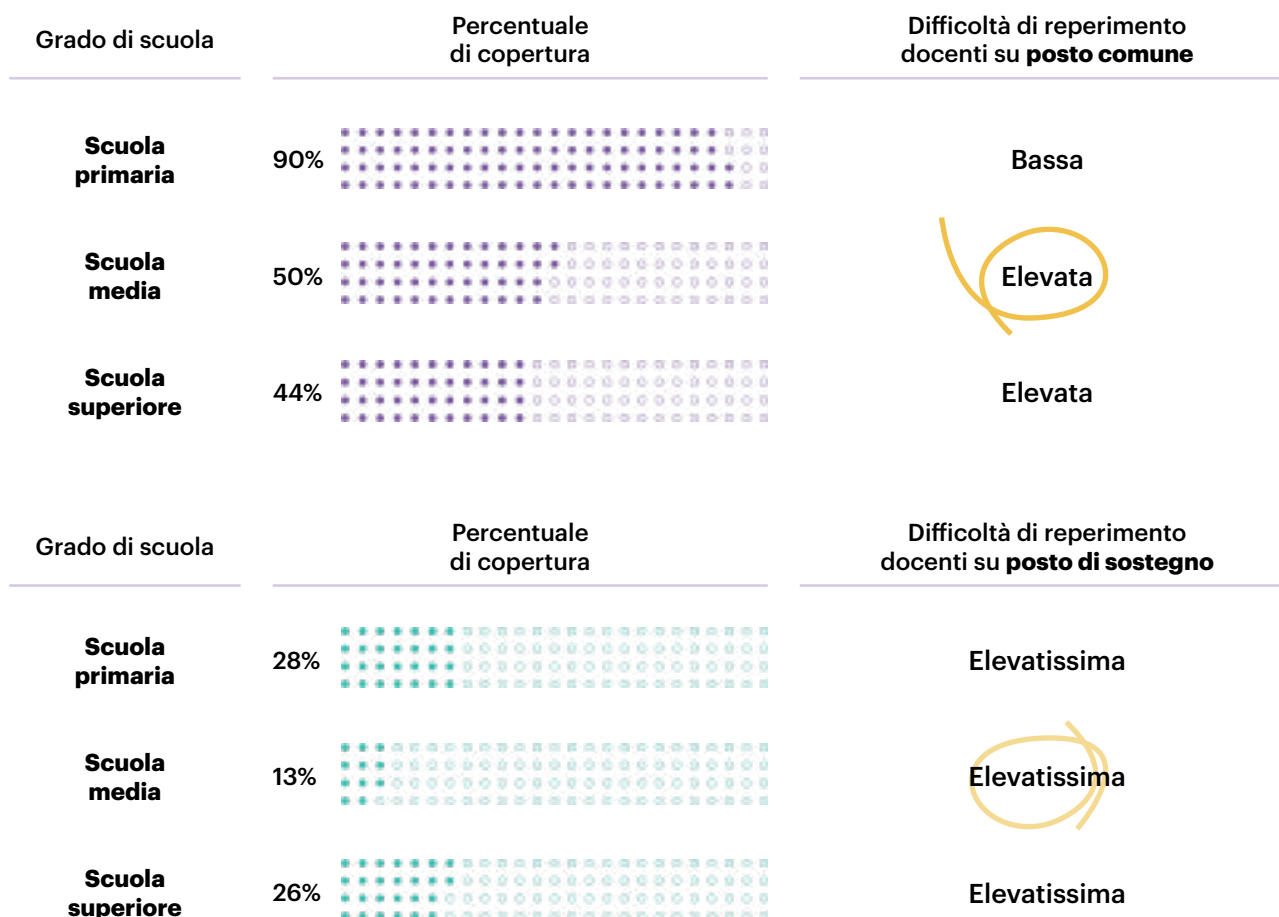 Grado di scuola
Percentuale
di copertura
Difficoltà di reperimento
docenti su posto comune
Scuola
primaria
90%
Bassa
Scuola
media
50%
Elevata
Scuola
superiore
44%
Elevata
Grado di scuola
Percentuale
di copertura
Difficoltà di reperimento
docenti su posto di sostegno
Scuola
primaria
28%
Elevatissima
Scuola
media
13%
Elevatissima
Scuola
superiore
26%
Elevatissima